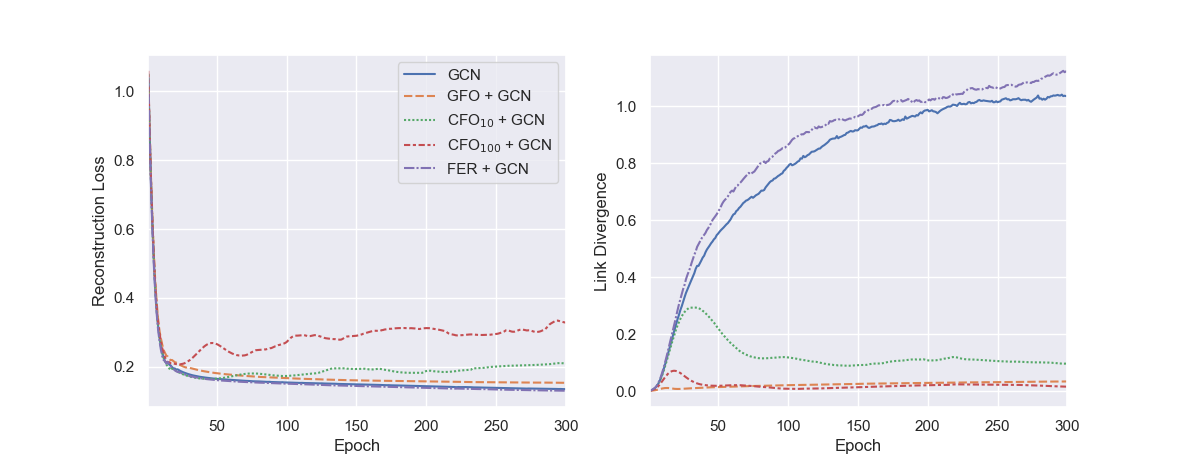 Reconstruction Loss
1.0
0.8
0.6
0.4
0.2
50
100
150
200
250
300
Epoch
GCN
GFO + GCN
CFO₁₀ + GCN
CFO₁₀₀ + GCN
FER + GCN
Link Divergence
1.0
0.8
0.6
0.4
0.2
0.0
50
100
150
200
250
300
Epoch